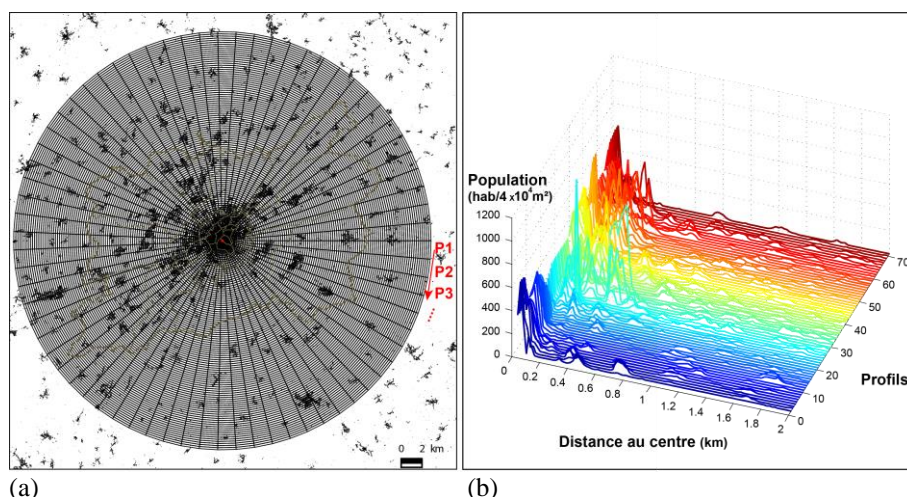 P1
P2
P3
0 2 km
(a)
Population
(hab/4 x10⁴m²)
1200
1000
800
600
400
200
0
0
0.2
0.4
0.6
0.8
1
1.2
1.4
1.6
1.8
2
Distance au centre (km)
0
10
20
30
40
50
60
70
Profils
(b)